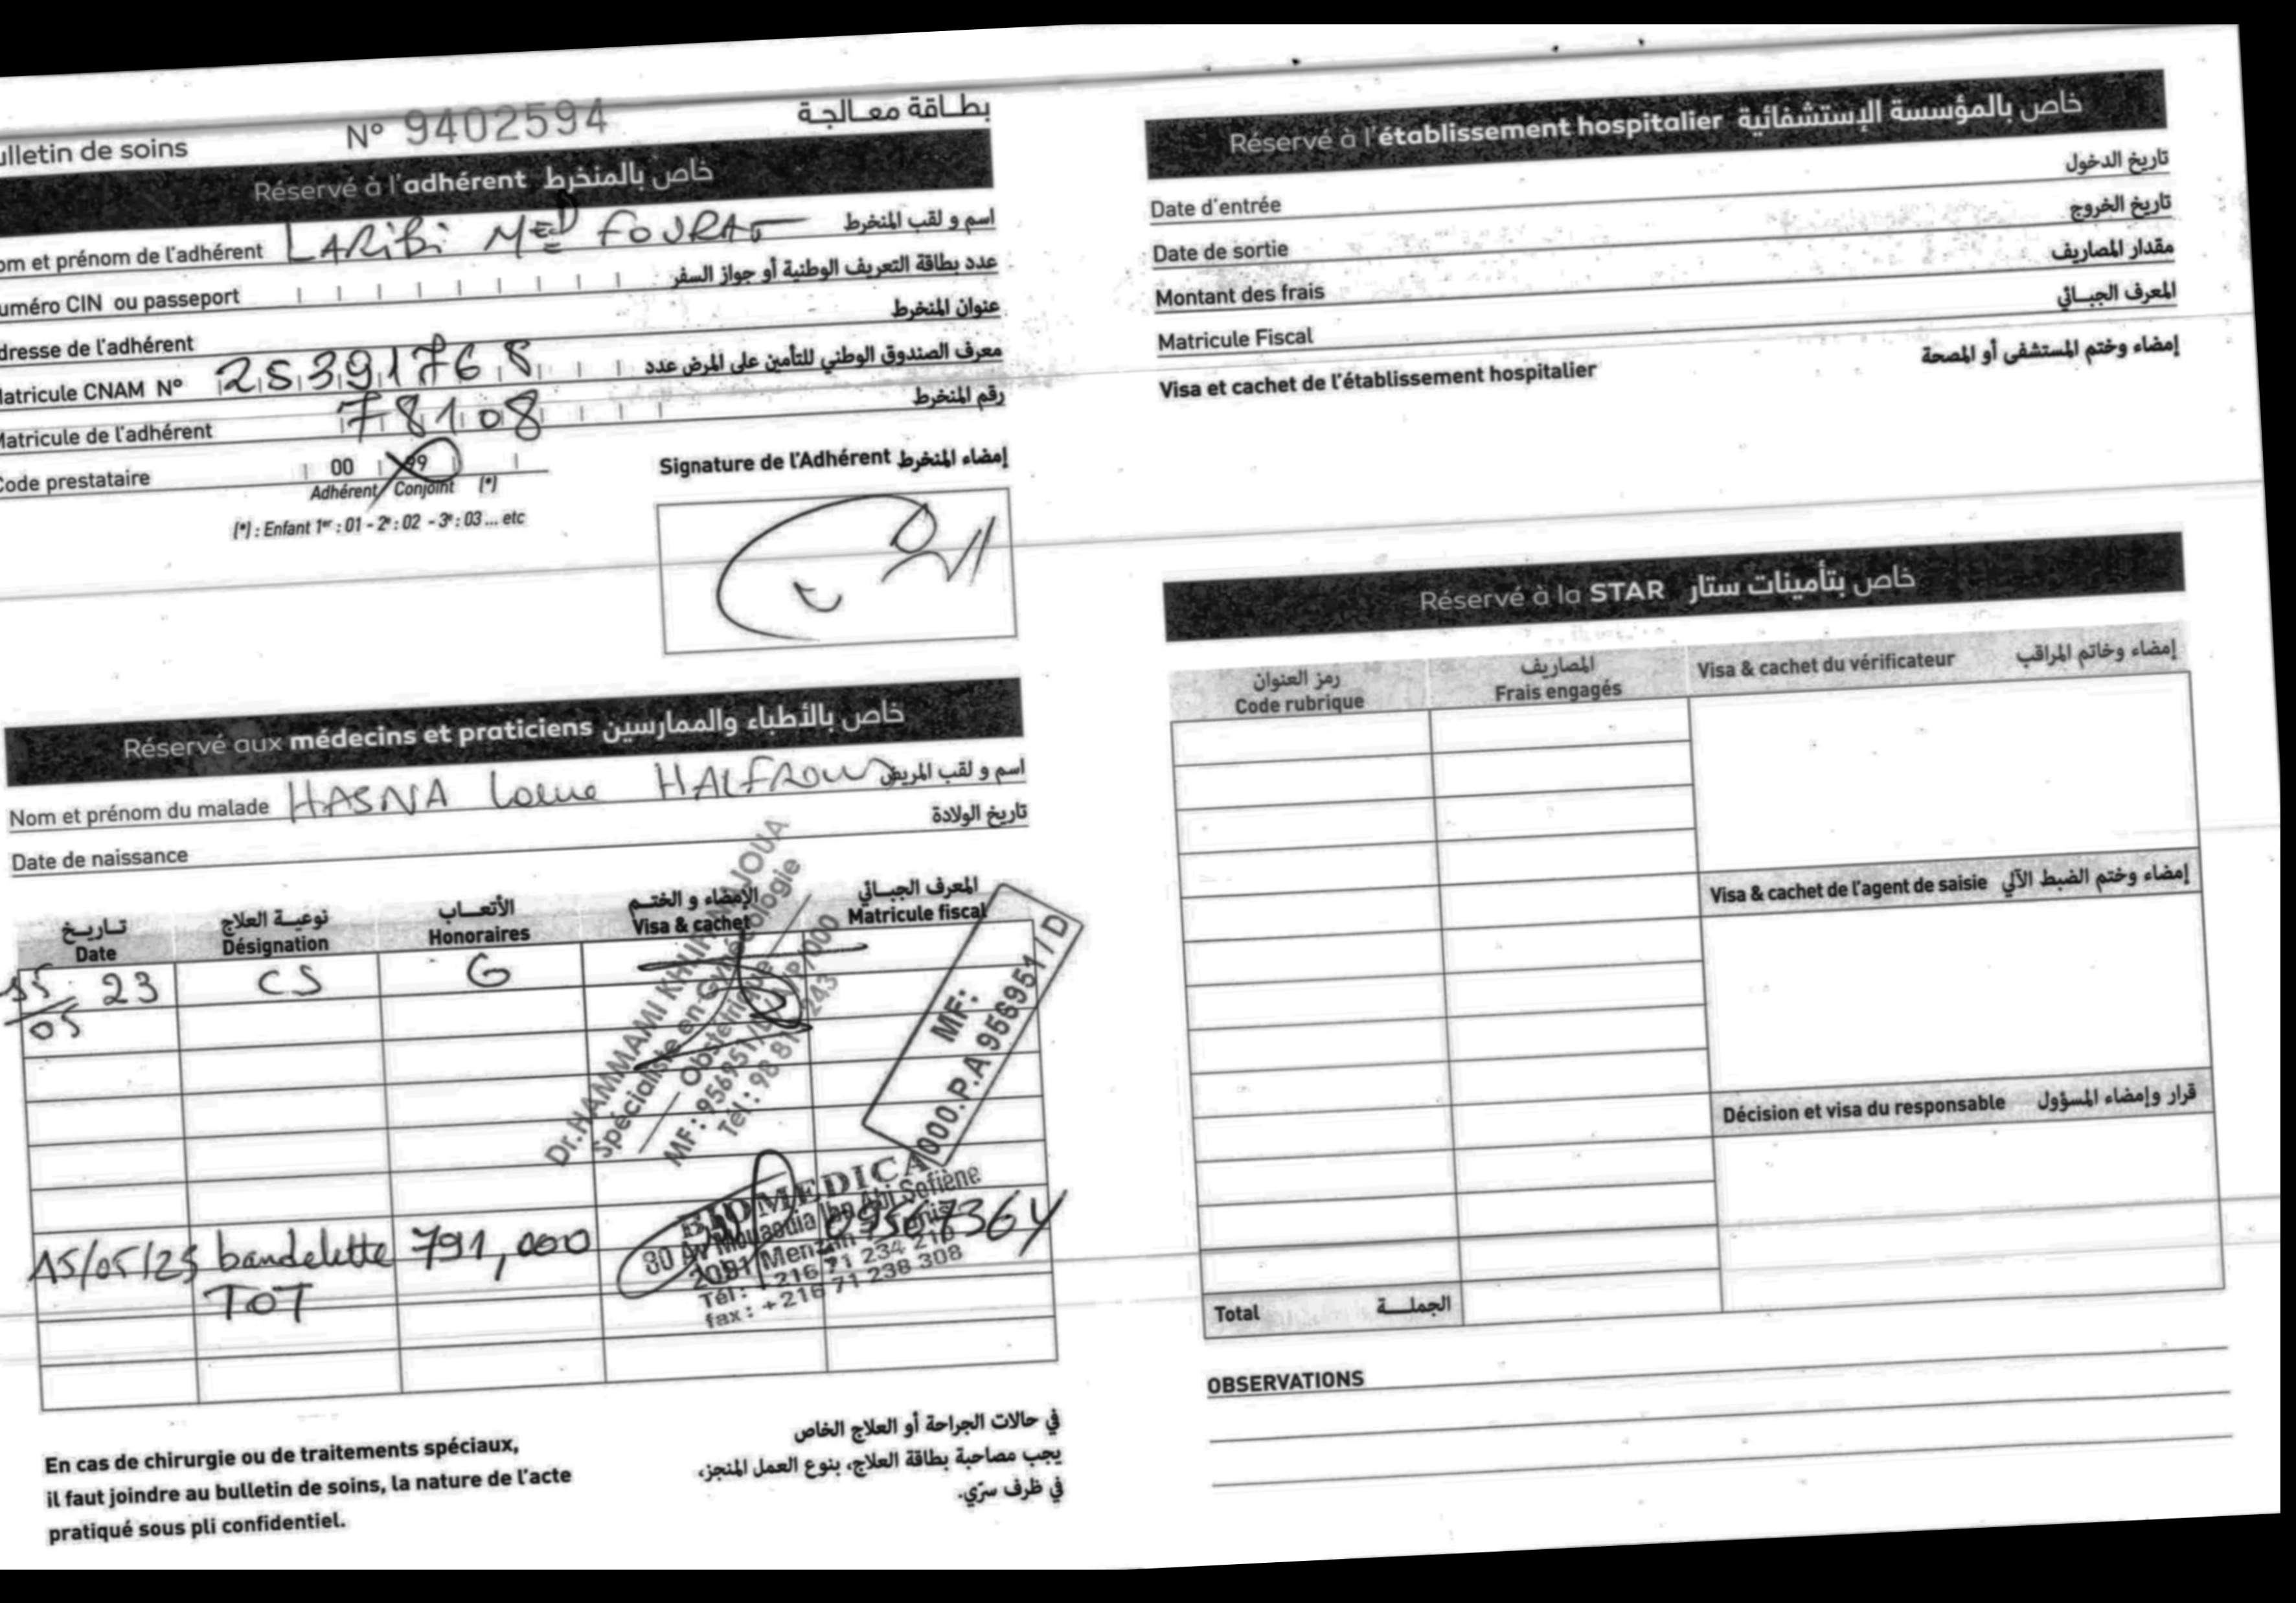 ulletin de soins N° 9402594 بطاقة معالجة
Réservé à l'adhérent خاص بالمنخرط
om et prénom de l'adhérent LARIBI MED FOURAT اسم و لقب المنخرط
uméro CIN ou passeport عدد بطاقة التعريف الوطنية أو جواز السفر
dresse de l'adhérent عنوان المنخرط
atricule CNAM N° 25391768 معرف الصندوق الوطني للتأمين على المرض عدد
Matricule de l'adhérent 78108 رقم المنخرط
Code prestataire 00 99
Adhérent Conjoint (*)
(*) : Enfant 1er : 01 - 2e : 02 - 3e : 03 ... etc
Signature de l'Adhérent إمضاء المنخرط
Réservé aux médecins et praticiens خاص بالأطباء والممارسين
Nom et prénom du malade HASNA HALFAOUI اسم و لقب المريض
Date de naissance تاريخ الولادة
تاريخ نوعية العلاج الأتعاب الإمضاء و الختم المعرف الجبائي
Date Désignation Honoraires Visa & cachet Matricule fiscal
15 05 23 CS G
Dr.HAMMAMI
Spécialiste en Gynécologie
Obstétrique
MF: 956951/
Tél : 98 81 243
MF:
000.P.A 956951 / D
15/05/23 bandelette 791,000 0956736Y
TOT
BIOMEDICA
80 Av Mouaouia Ibn Abi Sofiène
2091 Menzah Tunis
Tél : +216 71 234 210
fax : +216 71 238 308
En cas de chirurgie ou de traitements spéciaux,
il faut joindre au bulletin de soins, la nature de l'acte
pratiqué sous pli confidentiel.
في حالات الجراحة أو العلاج الخاص
يجب مصاحبة بطاقة العلاج، بنوع العمل المنجز،
في ظرف سرّي.
Réservé à l'établissement hospitalier خاص بالمؤسسة الإستشفائية
Date d'entrée تاريخ الدخول
Date de sortie تاريخ الخروج
Montant des frais مقدار المصاريف
Matricule Fiscal المعرف الجبائي
Visa et cachet de l'établissement hospitalier إمضاء وختم المستشفى أو المصحة
Réservé à la STAR خاص بتأمينات ستار
رمز العنوان المصاريف
Code rubrique Frais engagés Visa & cachet du vérificateur إمضاء وخاتم المراقب
Visa & cachet de l'agent de saisie إمضاء وختم الضبط الآلي
Décision et visa du responsable قرار وإمضاء المسؤول
Total الجملة
OBSERVATIONS